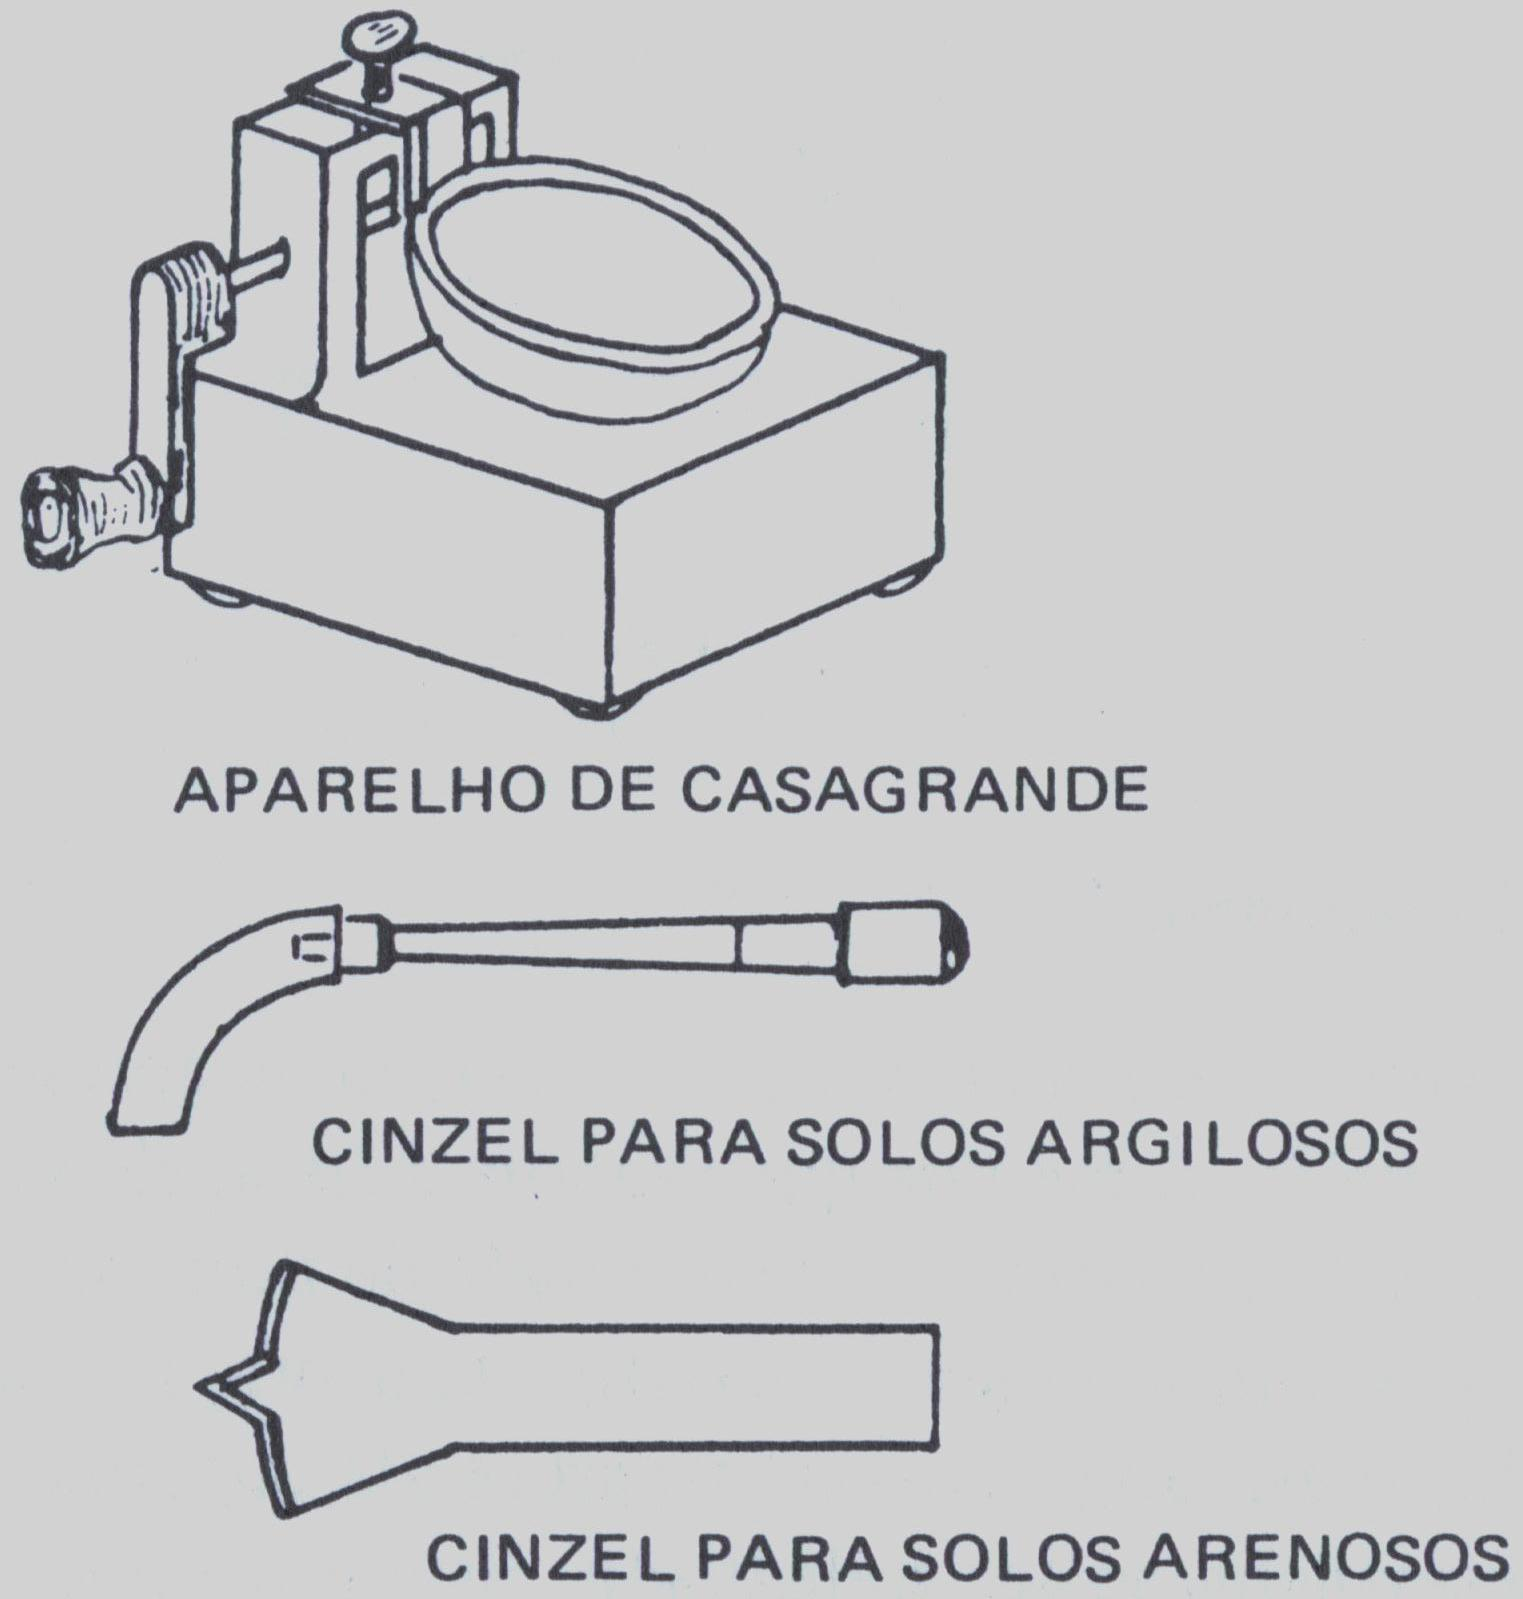 APARELHO DE CASAGRANDE
CINZEL PARA SOLOS ARGILOSOS
CINZEL PARA SOLOS ARENOSOS